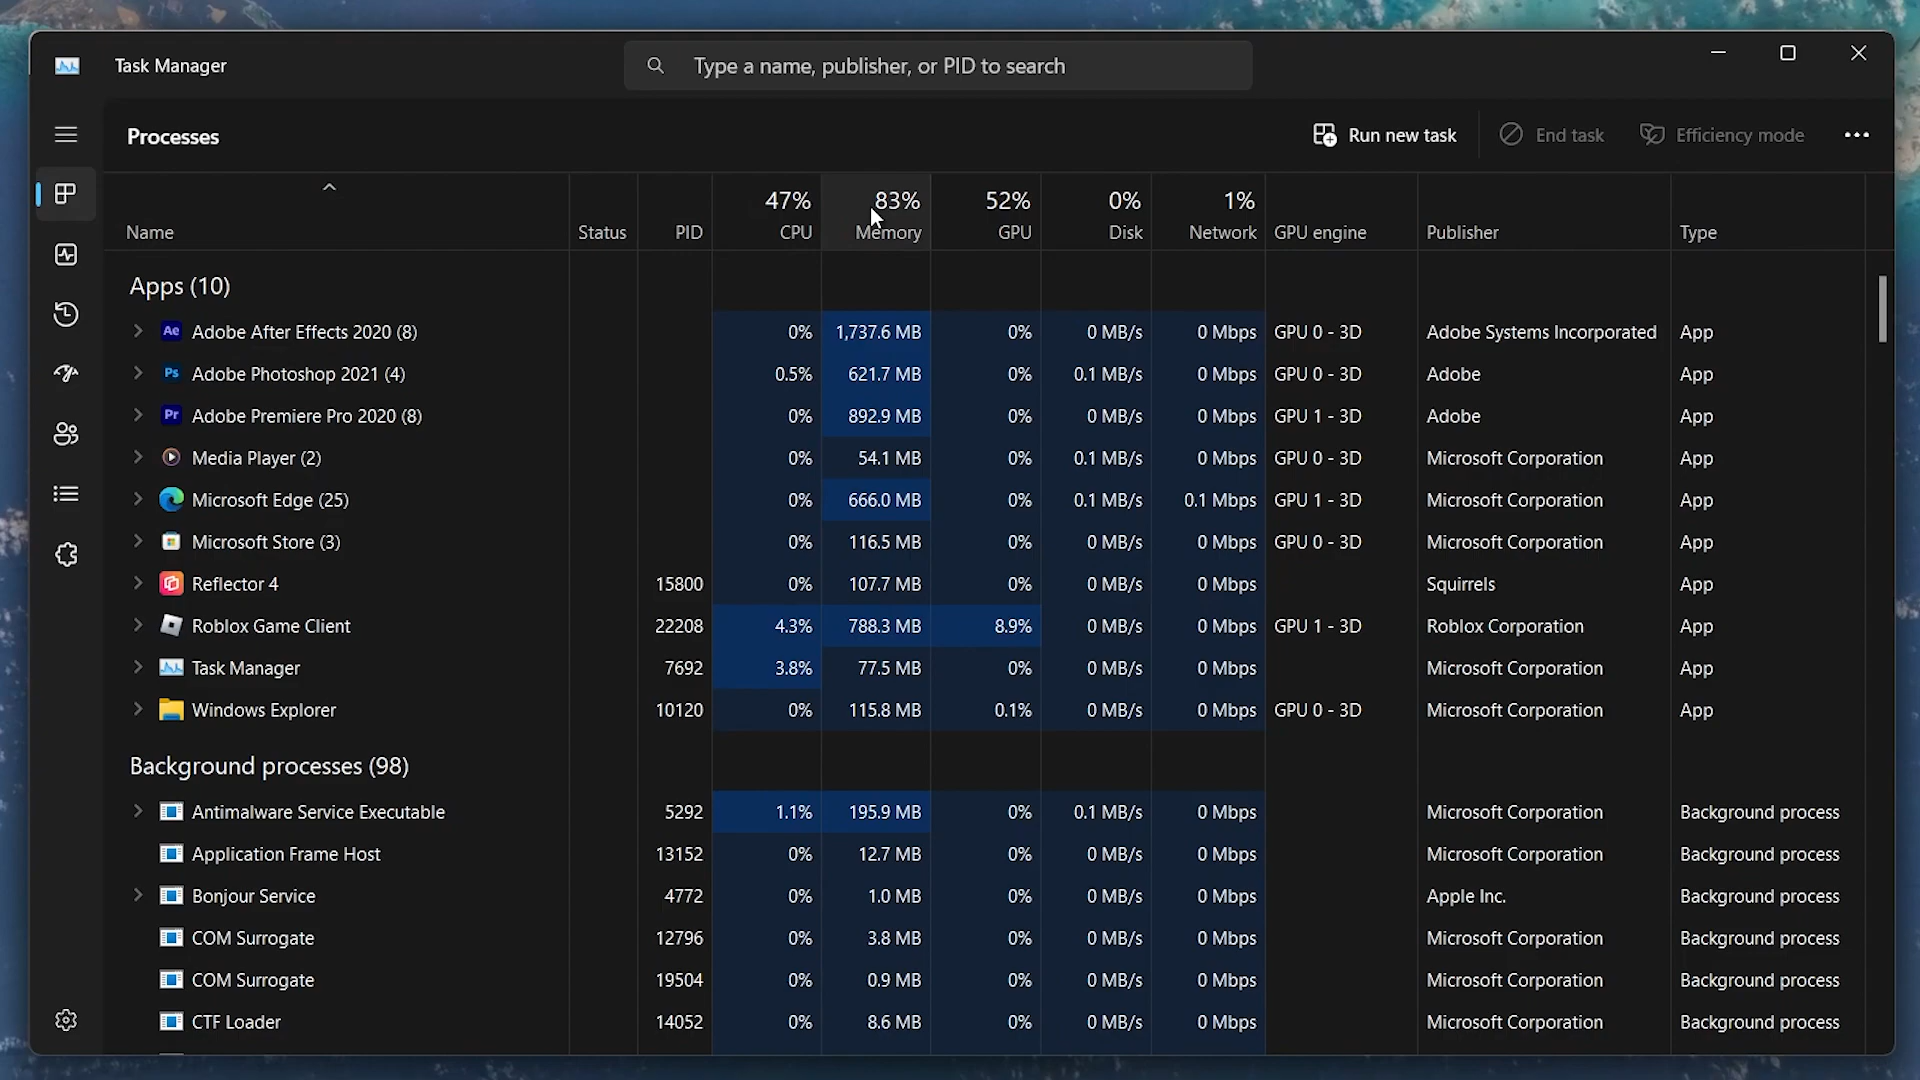 Task Manager
Type a name, publisher, or PID to search
Processes
Run new task End task Efficiency mode
47% 83% 52% 0% 1%
Name Status PID CPU Memory GPU Disk Network GPU engine Publisher Type
Apps (10)
Ae Adobe After Effects 2020 (8) 0% 1,737.6 MB 0% 0 MB/s 0 Mbps GPU 0 - 3D Adobe Systems Incorporated App
Ps Adobe Photoshop 2021 (4) 0.5% 621.7 MB 0% 0.1 MB/s 0 Mbps GPU 0 - 3D Adobe App
Pr Adobe Premiere Pro 2020 (8) 0% 892.9 MB 0% 0 MB/s 0 Mbps GPU 1 - 3D Adobe App
Media Player (2) 0% 54.1 MB 0% 0.1 MB/s 0 Mbps GPU 0 - 3D Microsoft Corporation App
Microsoft Edge (25) 0% 666.0 MB 0% 0.1 MB/s 0.1 Mbps GPU 1 - 3D Microsoft Corporation App
Microsoft Store (3) 0% 116.5 MB 0% 0 MB/s 0 Mbps GPU 0 - 3D Microsoft Corporation App
Reflector 4 15800 0% 107.7 MB 0% 0 MB/s 0 Mbps Squirrels App
Roblox Game Client 22208 4.3% 788.3 MB 8.9% 0 MB/s 0 Mbps GPU 1 - 3D Roblox Corporation App
Task Manager 7692 3.8% 77.5 MB 0% 0 MB/s 0 Mbps Microsoft Corporation App
Windows Explorer 10120 0% 115.8 MB 0.1% 0 MB/s 0 Mbps GPU 0 - 3D Microsoft Corporation App
Background processes (98)
Antimalware Service Executable 5292 1.1% 195.9 MB 0% 0.1 MB/s 0 Mbps Microsoft Corporation Background process
Application Frame Host 13152 0% 12.7 MB 0% 0 MB/s 0 Mbps Microsoft Corporation Background process
Bonjour Service 4772 0% 1.0 MB 0% 0 MB/s 0 Mbps Apple Inc. Background process
COM Surrogate 12796 0% 3.8 MB 0% 0 MB/s 0 Mbps Microsoft Corporation Background process
COM Surrogate 19504 0% 0.9 MB 0% 0 MB/s 0 Mbps Microsoft Corporation Background process
CTF Loader 14052 0% 8.6 MB 0% 0 MB/s 0 Mbps Microsoft Corporation Background process